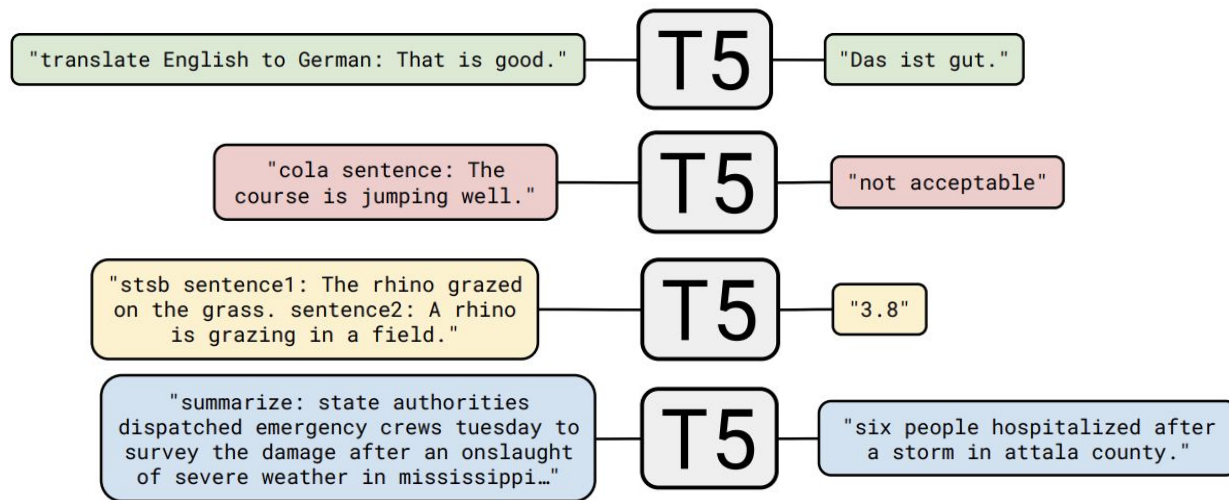 "translate English to German: That is good."
T5
"Das ist gut."
"cola sentence: The
course is jumping well."
T5
"not acceptable"
"stsb sentence1: The rhino grazed
on the grass. sentence2: A rhino
is grazing in a field."
T5
"3.8"
"summarize: state authorities
dispatched emergency crews tuesday to
survey the damage after an onslaught
of severe weather in mississippi…"
T5
"six people hospitalized after
a storm in attala county."